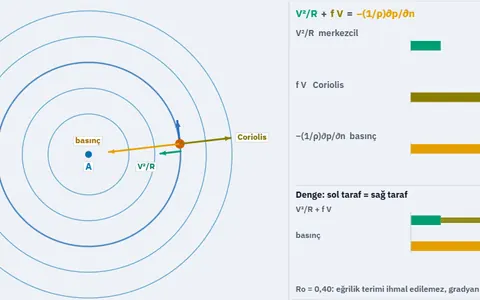 basınç
A
V²/R
Coriolis
V²/R + f V = −(1/ρ)∂p/∂n
V²/R merkezcil
f V Coriolis
−(1/ρ)∂p/∂n basınç
Denge: sol taraf = sağ taraf
V²/R + f V
basınç
Ro = 0,40: eğrilik terimi ihmal edilemez, gradyan